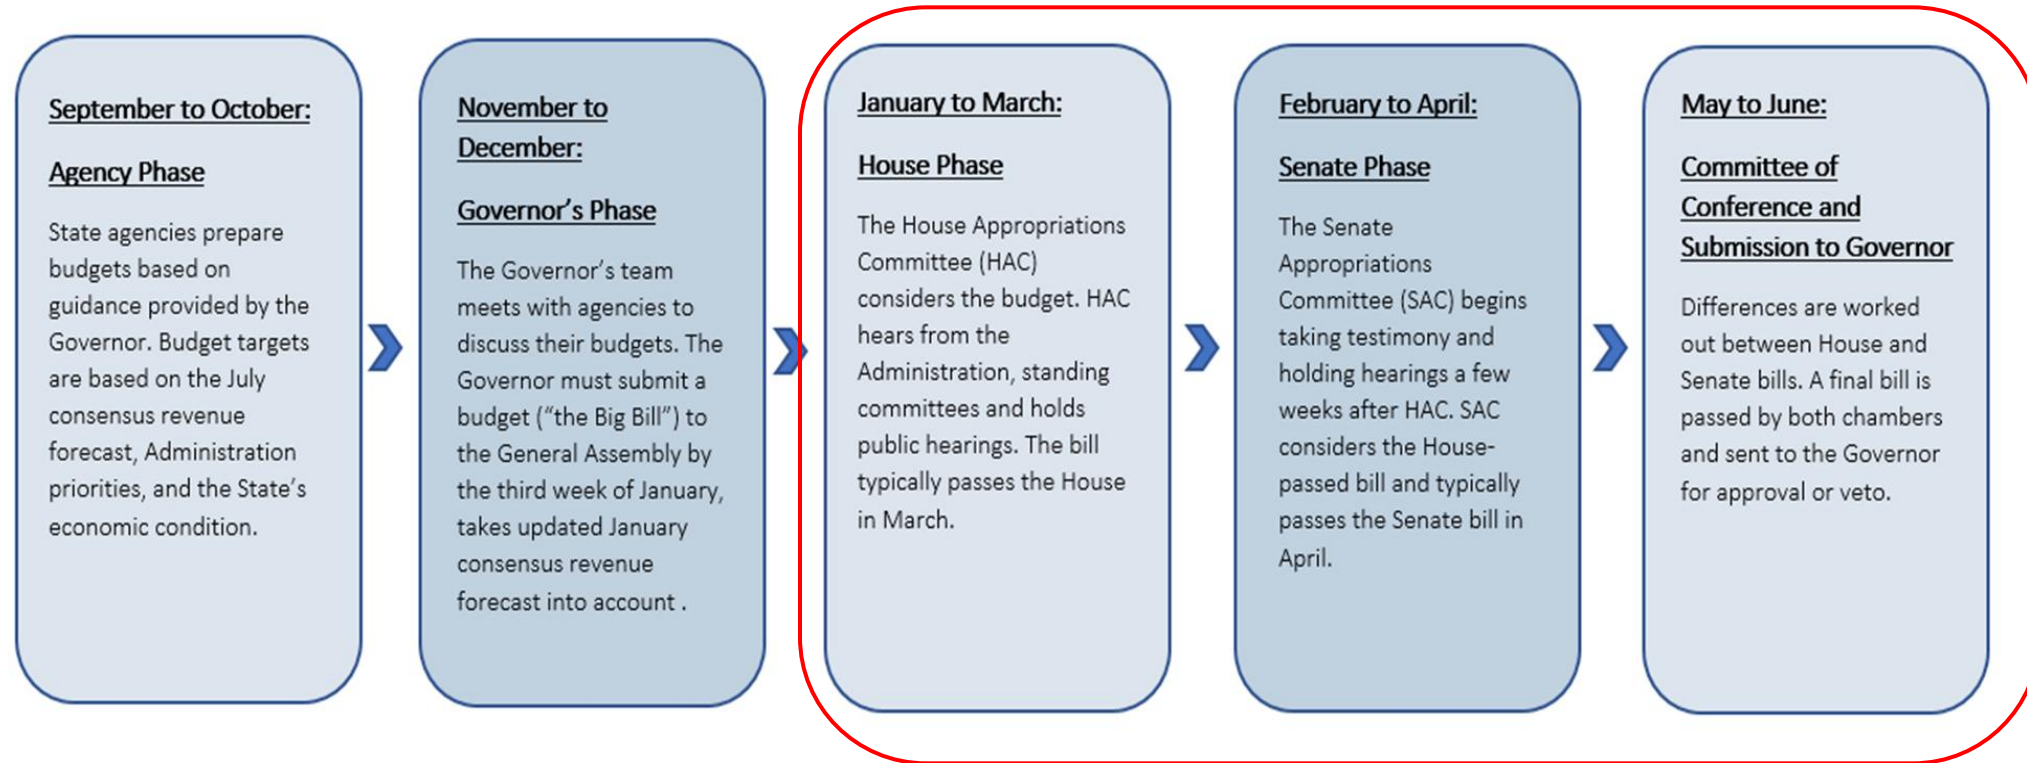 September to October:
Agency Phase
State agencies prepare
budgets based on
guidance provided by the
Governor. Budget targets
are based on the July
consensus revenue
forecast, Administration
priorities, and the State’s
economic condition.
November to
December:
Governor’s Phase
The Governor’s team
meets with agencies to
discuss their budgets. The
Governor must submit a
budget (“the Big Bill”) to
the General Assembly by
the third week of January,
takes updated January
consensus revenue
forecast into account .
January to March:
House Phase
The House Appropriations
Committee (HAC)
considers the budget. HAC
hears from the
Administration, standing
committees and holds
public hearings. The bill
typically passes the House
in March.
February to April:
Senate Phase
The Senate
Appropriations
Committee (SAC) begins
taking testimony and
holding hearings a few
weeks after HAC. SAC
considers the House-
passed bill and typically
passes the Senate bill in
April.
May to June:
Committee of
Conference and
Submission to Governor
Differences are worked
out between House and
Senate bills. A final bill is
passed by both chambers
and sent to the Governor
for approval or veto.